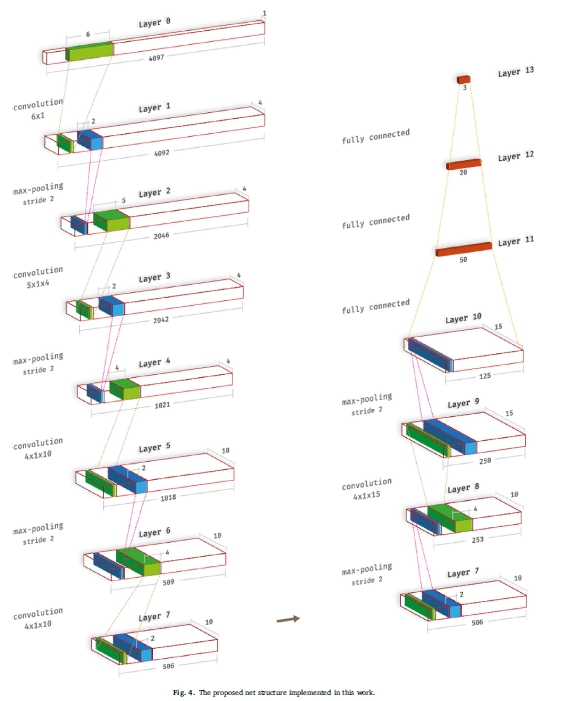 Layer 0
1
6
4097
convolution
6x1
Layer 1
4
2
4092
max-pooling
stride 2
Layer 2
4
5
2046
convolution
5x1x4
Layer 3
4
2
2042
max-pooling
stride 2
Layer 4
4
4
1021
convolution
4x1x10
Layer 5
10
2
1018
max-pooling
stride 2
Layer 6
10
4
509
convolution
4x1x10
Layer 7
10
2
506
Layer 13
3
fully connected
Layer 12
20
fully connected
Layer 11
50
fully connected
Layer 10
15
125
max-pooling
stride 2
Layer 9
15
250
convolution
4x1x15
Layer 8
10
4
253
max-pooling
stride 2
Layer 7
10
2
506
Fig. 4. The proposed net structure implemented in this work.